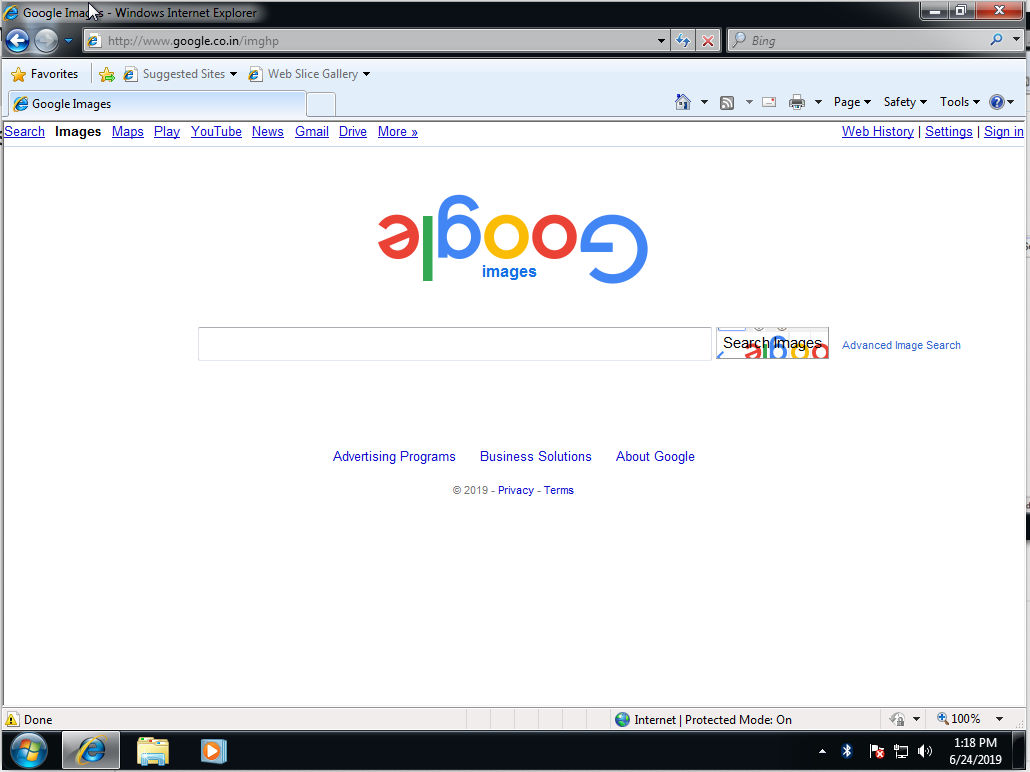 Google Images - Windows Internet Explorer
http://www.google.co.in/imghp
Bing
Favorites Suggested Sites Web Slice Gallery
Google Images
Page Safety Tools
Search Images Maps Play YouTube News Gmail Drive More »
Web History | Settings | Sign in
Google
images
Search Images
Advanced Image Search
Advertising Programs Business Solutions About Google
© 2019 - Privacy - Terms
Done
Internet | Protected Mode: On
100%
1:18 PM
6/24/2019